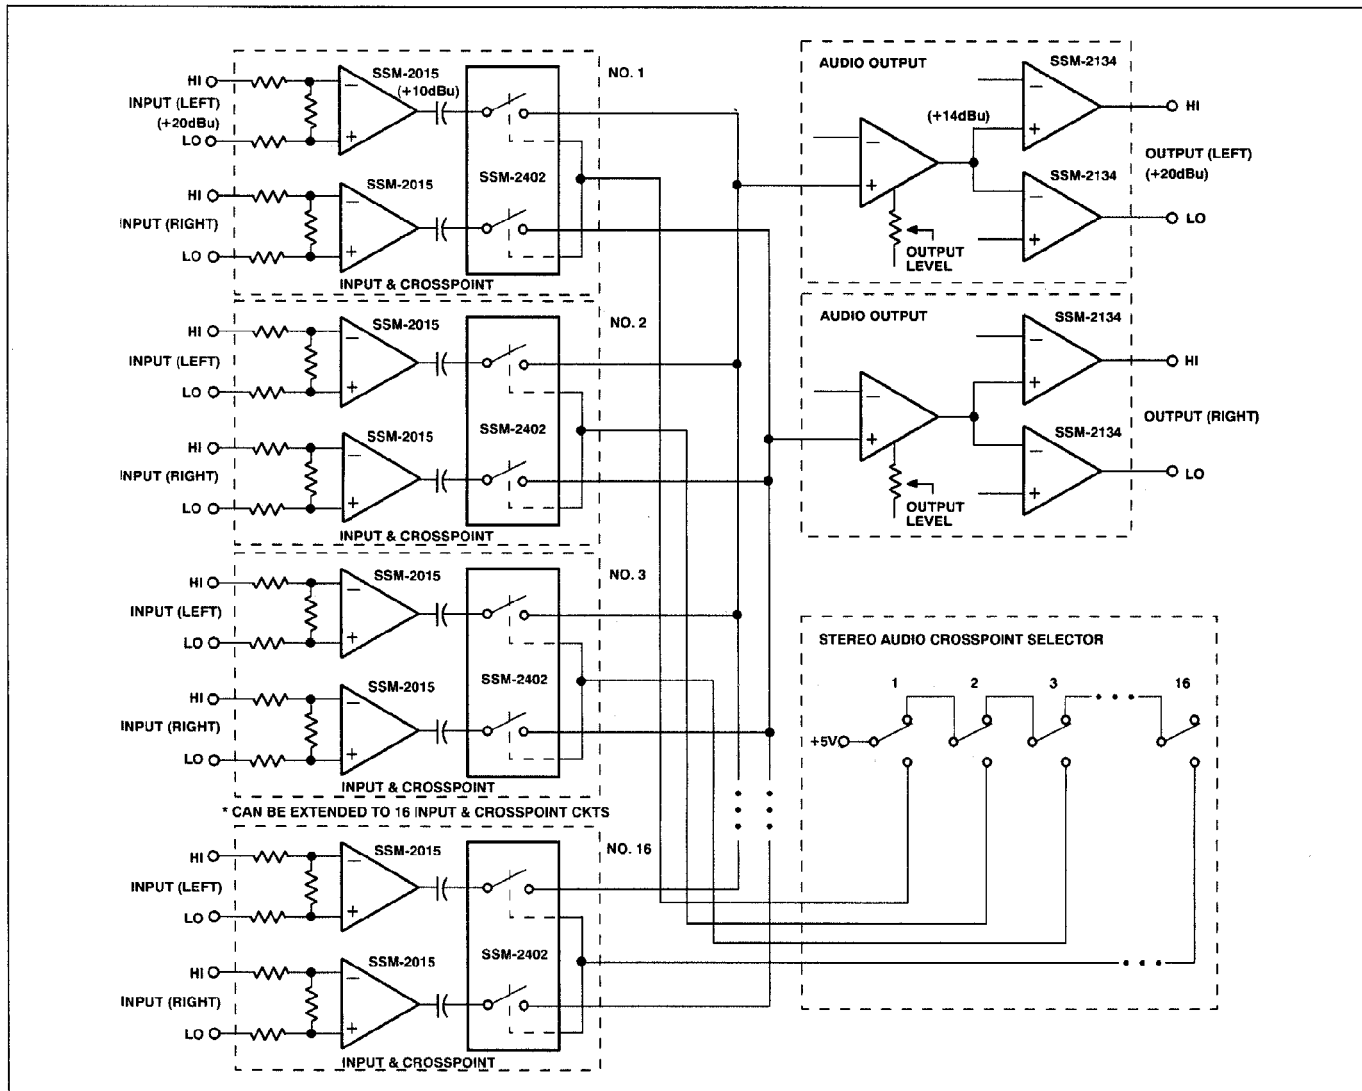 HI
INPUT (LEFT)
(+20dBu)
LO
SSM-2015
(+10dBu)
NO. 1
HI
INPUT (RIGHT)
LO
SSM-2015
SSM-2402
INPUT & CROSSPOINT
HI
INPUT (LEFT)
LO
SSM-2015
NO. 2
HI
INPUT (RIGHT)
LO
SSM-2015
SSM-2402
INPUT & CROSSPOINT
HI
INPUT (LEFT)
LO
SSM-2015
NO. 3
HI
INPUT (RIGHT)
LO
SSM-2015
SSM-2402
INPUT & CROSSPOINT
* CAN BE EXTENDED TO 16 INPUT & CROSSPOINT CKTS
HI
INPUT (LEFT)
LO
SSM-2015
NO. 16
HI
INPUT (RIGHT)
LO
SSM-2015
SSM-2402
INPUT & CROSSPOINT
AUDIO OUTPUT
SSM-2134
(+14dBu)
HI
OUTPUT (LEFT)
(+20dBu)
SSM-2134
LO
OUTPUT
LEVEL
AUDIO OUTPUT
SSM-2134
HI
OUTPUT (RIGHT)
SSM-2134
LO
OUTPUT
LEVEL
STEREO AUDIO CROSSPOINT SELECTOR
1 2 3 • • • 16
+5V